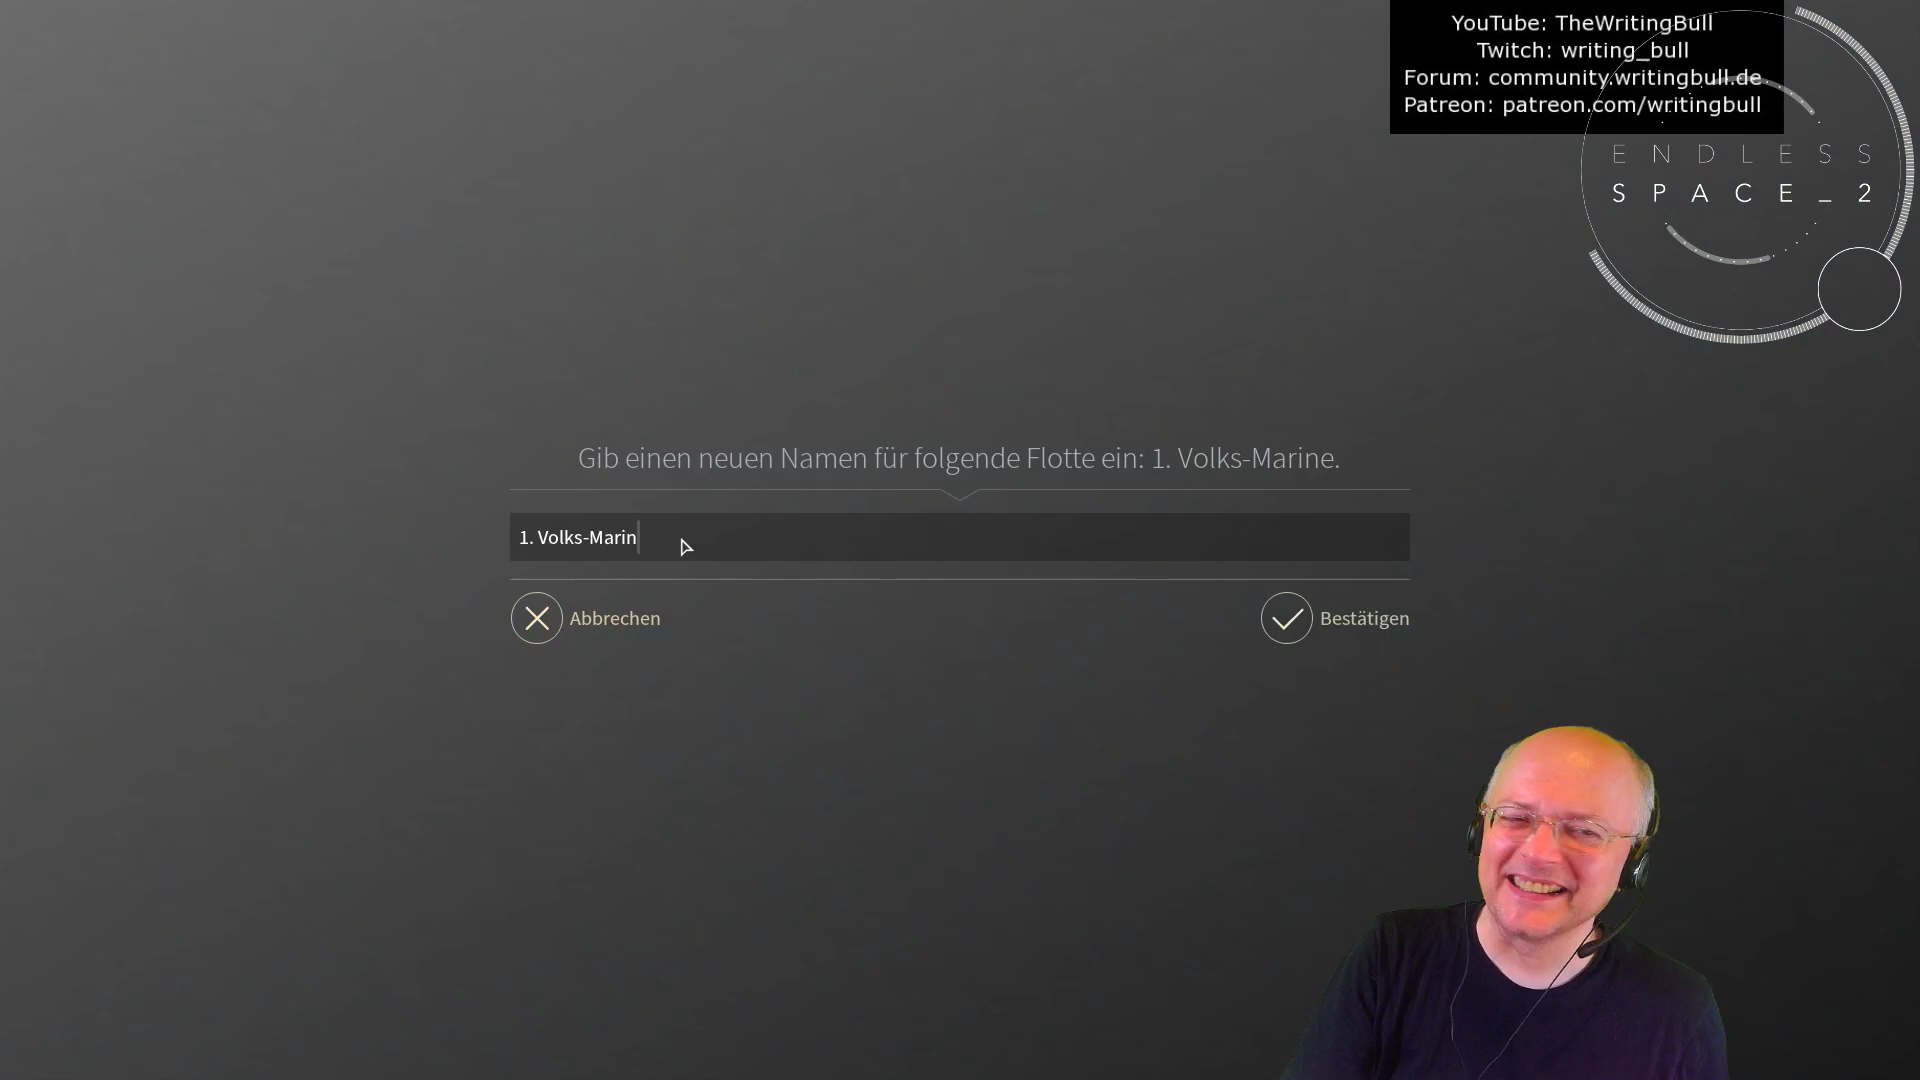 YouTube: TheWritingBull
Twitch: writing_bull
Forum: community.writingbull.de
Patreon: patreon.com/writingbull
ENDLESS
SPACE_2
Gib einen neuen Namen für folgende Flotte ein: 1. Volks-Marine.
1. Volks-Marin
Abbrechen
Bestätigen